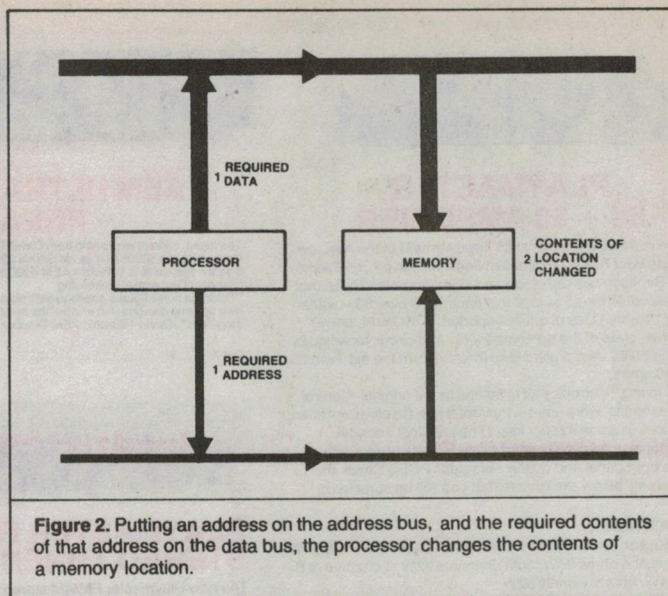 1 REQUIRED
DATA
PROCESSOR
MEMORY
CONTENTS OF
2 LOCATION
CHANGED
1 REQUIRED
ADDRESS
Figure 2. Putting an address on the address bus, and the required contents
of that address on the data bus, the processor changes the contents of
a memory location.